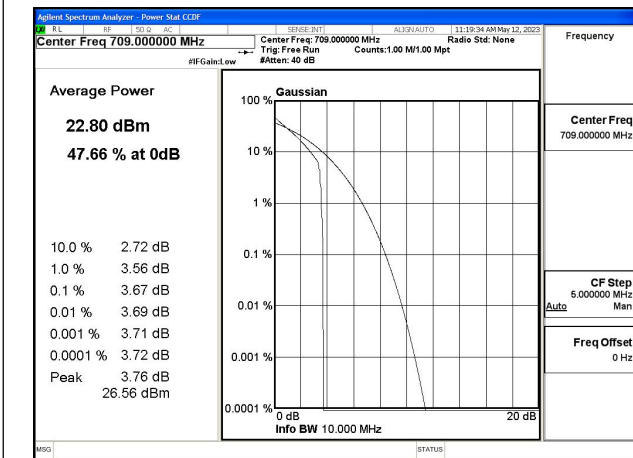 Agilent Spectrum Analyzer - Power Stat CCDF
RL RF 50 Ω AC SENSE:INT ALIGN AUTO 11:19:34 AM May 12, 2023
Center Freq 709.000000 MHz
Center Freq: 709.000000 MHz Radio Std: None
Trig: Free Run Counts:1.00 M/1.00 Mpt
#IFGain:Low #Atten: 40 dB
Frequency
Average Power
22.80 dBm
47.66 % at 0dB
10.0 % 2.72 dB
1.0 % 3.56 dB
0.1 % 3.67 dB
0.01 % 3.69 dB
0.001 % 3.71 dB
0.0001 % 3.72 dB
Peak 3.76 dB
26.56 dBm
Gaussian
100 %
10 %
1 %
0.1 %
0.01 %
0.001 %
0.0001 %
0 dB 20 dB
Info BW 10.000 MHz
Center Freq
709.000000 MHz
CF Step
5.000000 MHz
Auto Man
Freq Offset
0 Hz
MSG STATUS